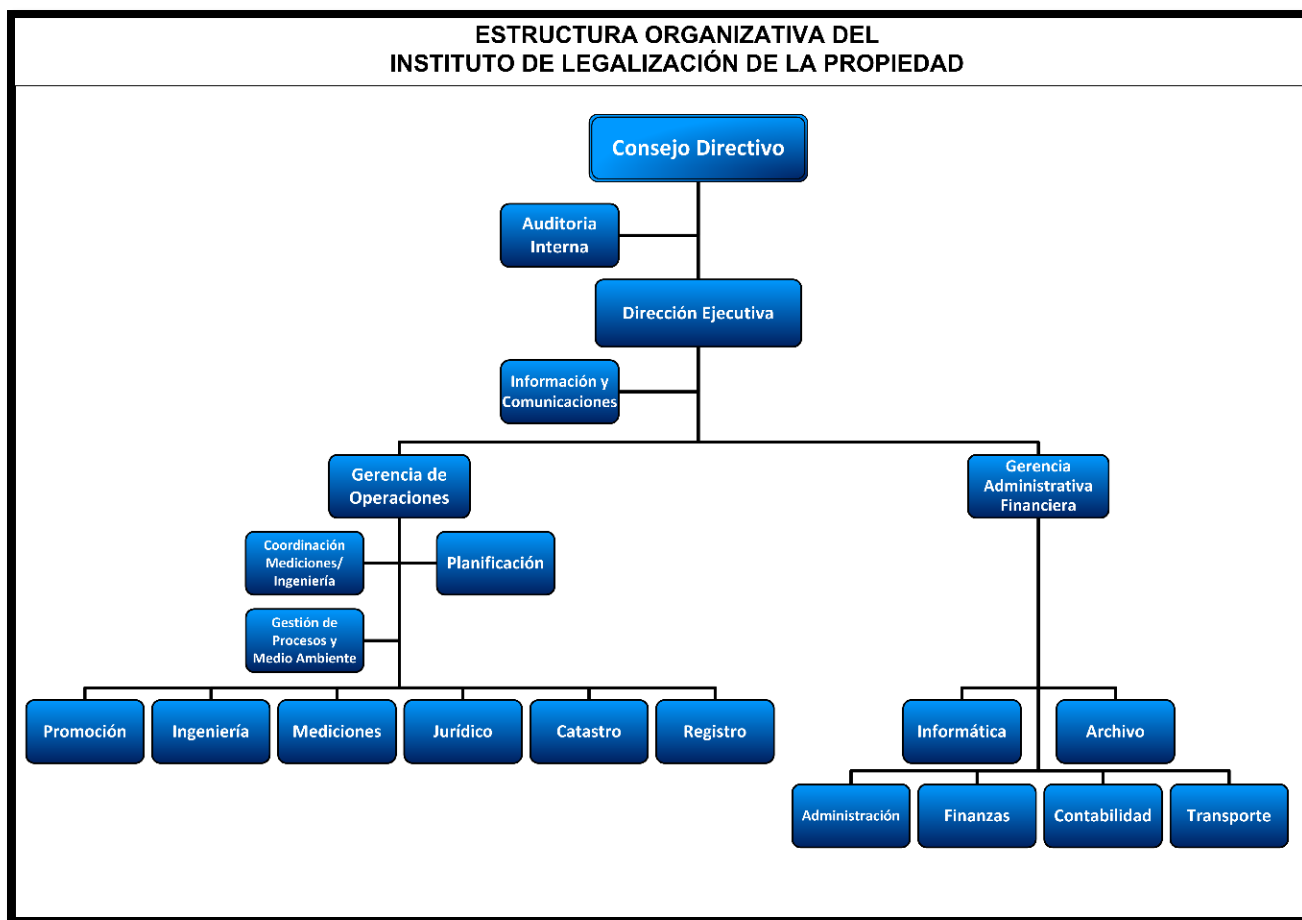 ESTRUCTURA ORGANIZATIVA DEL
INSTITUTO DE LEGALIZACIÓN DE LA PROPIEDAD
Consejo Directivo
Auditoria
Interna
Dirección Ejecutiva
Información y
Comunicaciones
Gerencia de
Operaciones
Gerencia
Administrativa
Financiera
Coordinación
Mediciones/
Ingeniería
Planificación
Gestión de
Procesos y
Medio Ambiente
Promoción
Ingeniería
Mediciones
Jurídico
Catastro
Registro
Informática
Archivo
Administración
Finanzas
Contabilidad
Transporte